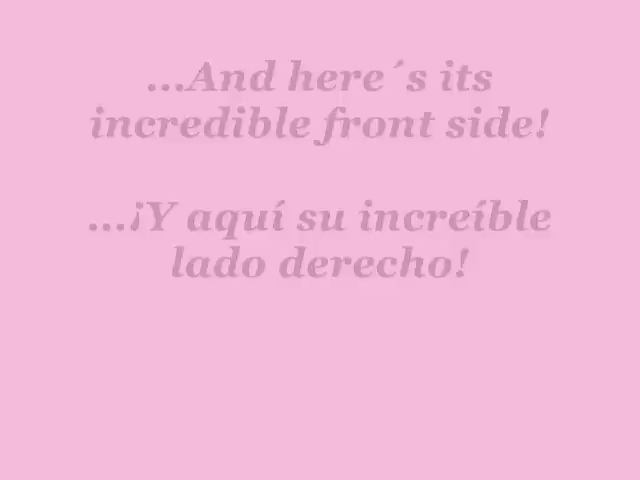 ...And here´s its
incredible front side!
...¡Y aquí su increíble
lado derecho!